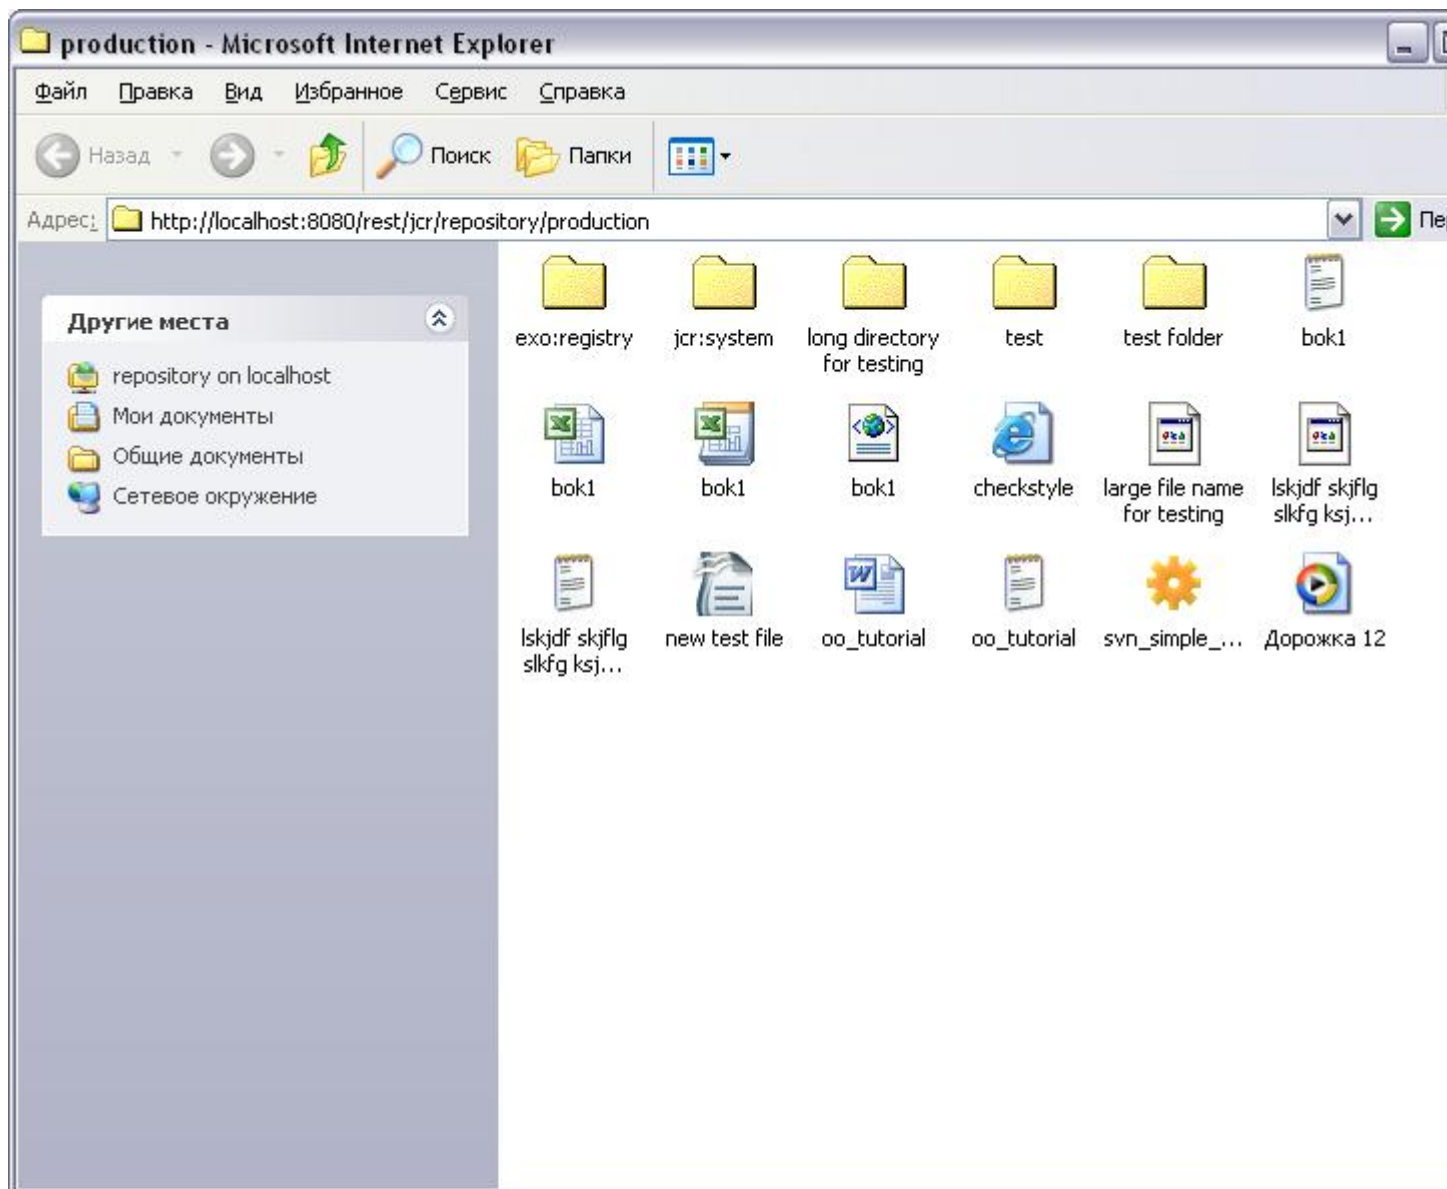 production - Microsoft Internet Explorer
Файл Правка Вид Избранное Сервис Справка
Назад Поиск Папки
Адрес: http://localhost:8080/rest/jcr/repository/production
Другие места
repository on localhost
Мои документы
Общие документы
Сетевое окружение
exo:registry jcr:system long directory test test folder bok1
for testing
bok1 bok1 bok1 checkstyle large file name lskjdf skjflg
for testing slkfg ksj...
lskjdf skjflg new test file oo_tutorial oo_tutorial svn_simple_... Дорожка 12
slkfg ksj...